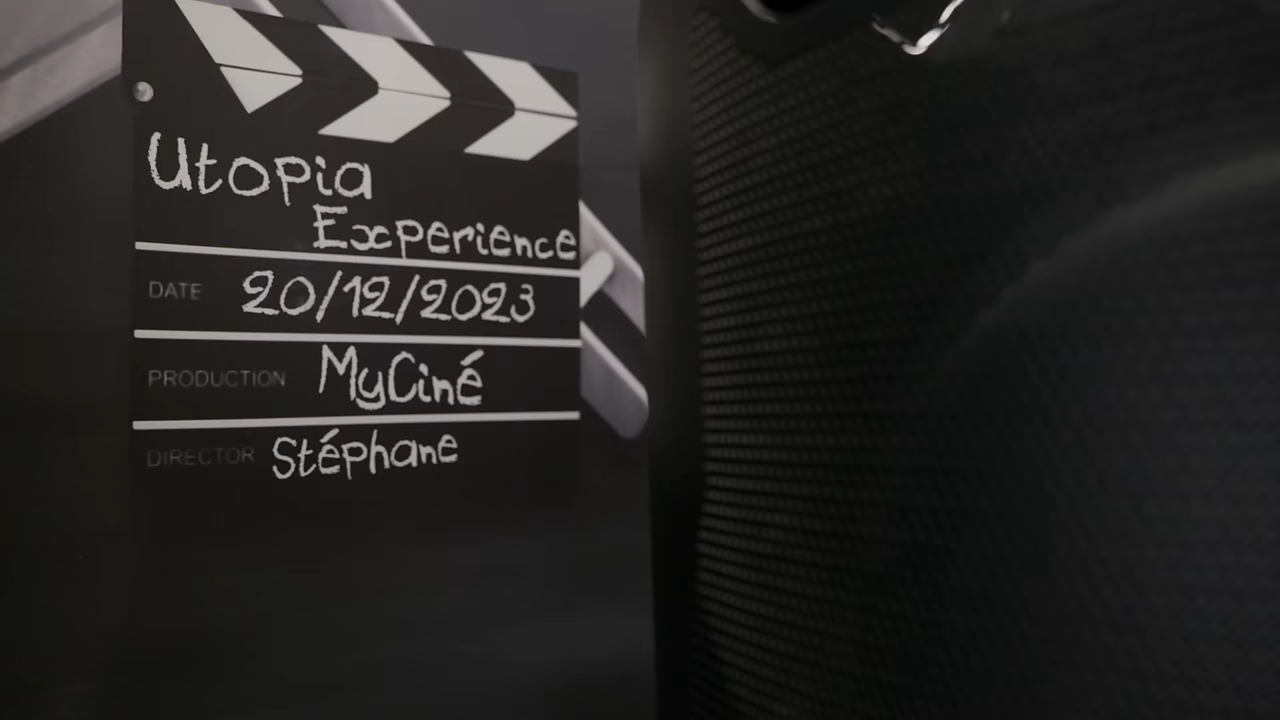 Utopia
Experience
DATE 20/12/2023
PRODUCTION MyCiné
DIRECTOR Stéphane